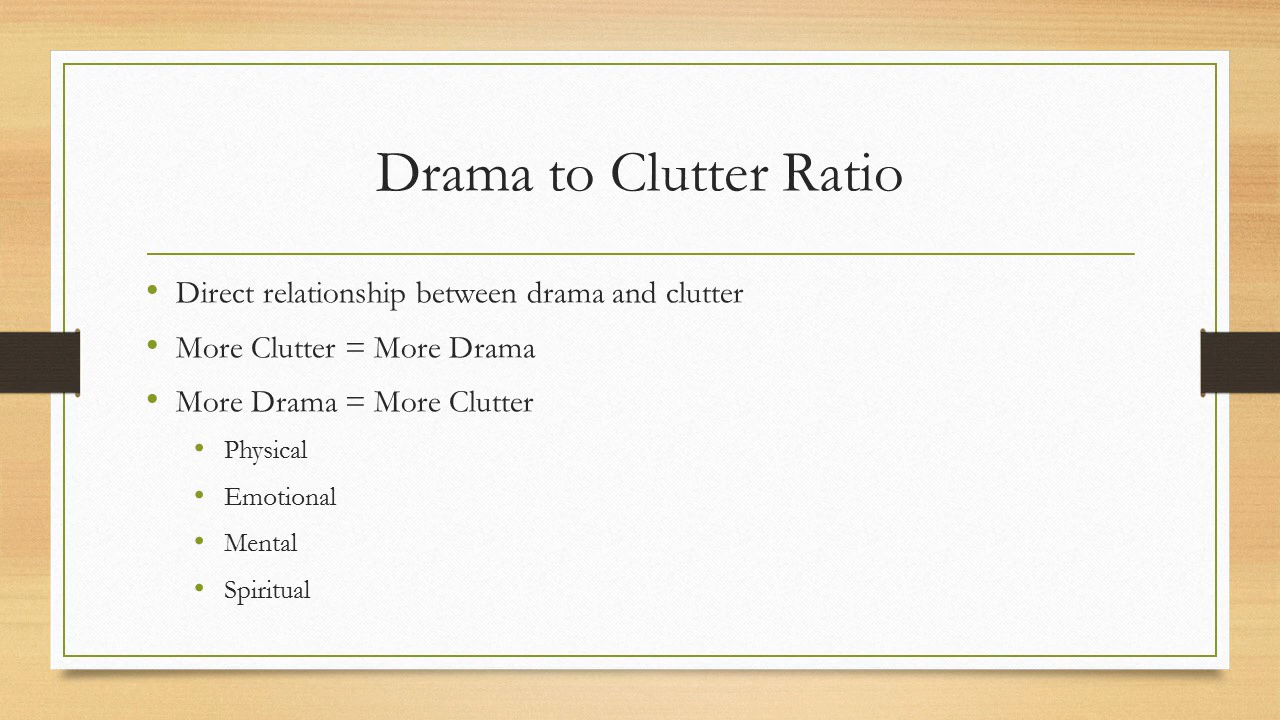 Drama to Clutter Ratio
• Direct relationship between drama and clutter
• More Clutter = More Drama
• More Drama = More Clutter
• Physical
• Emotional
• Mental
• Spiritual